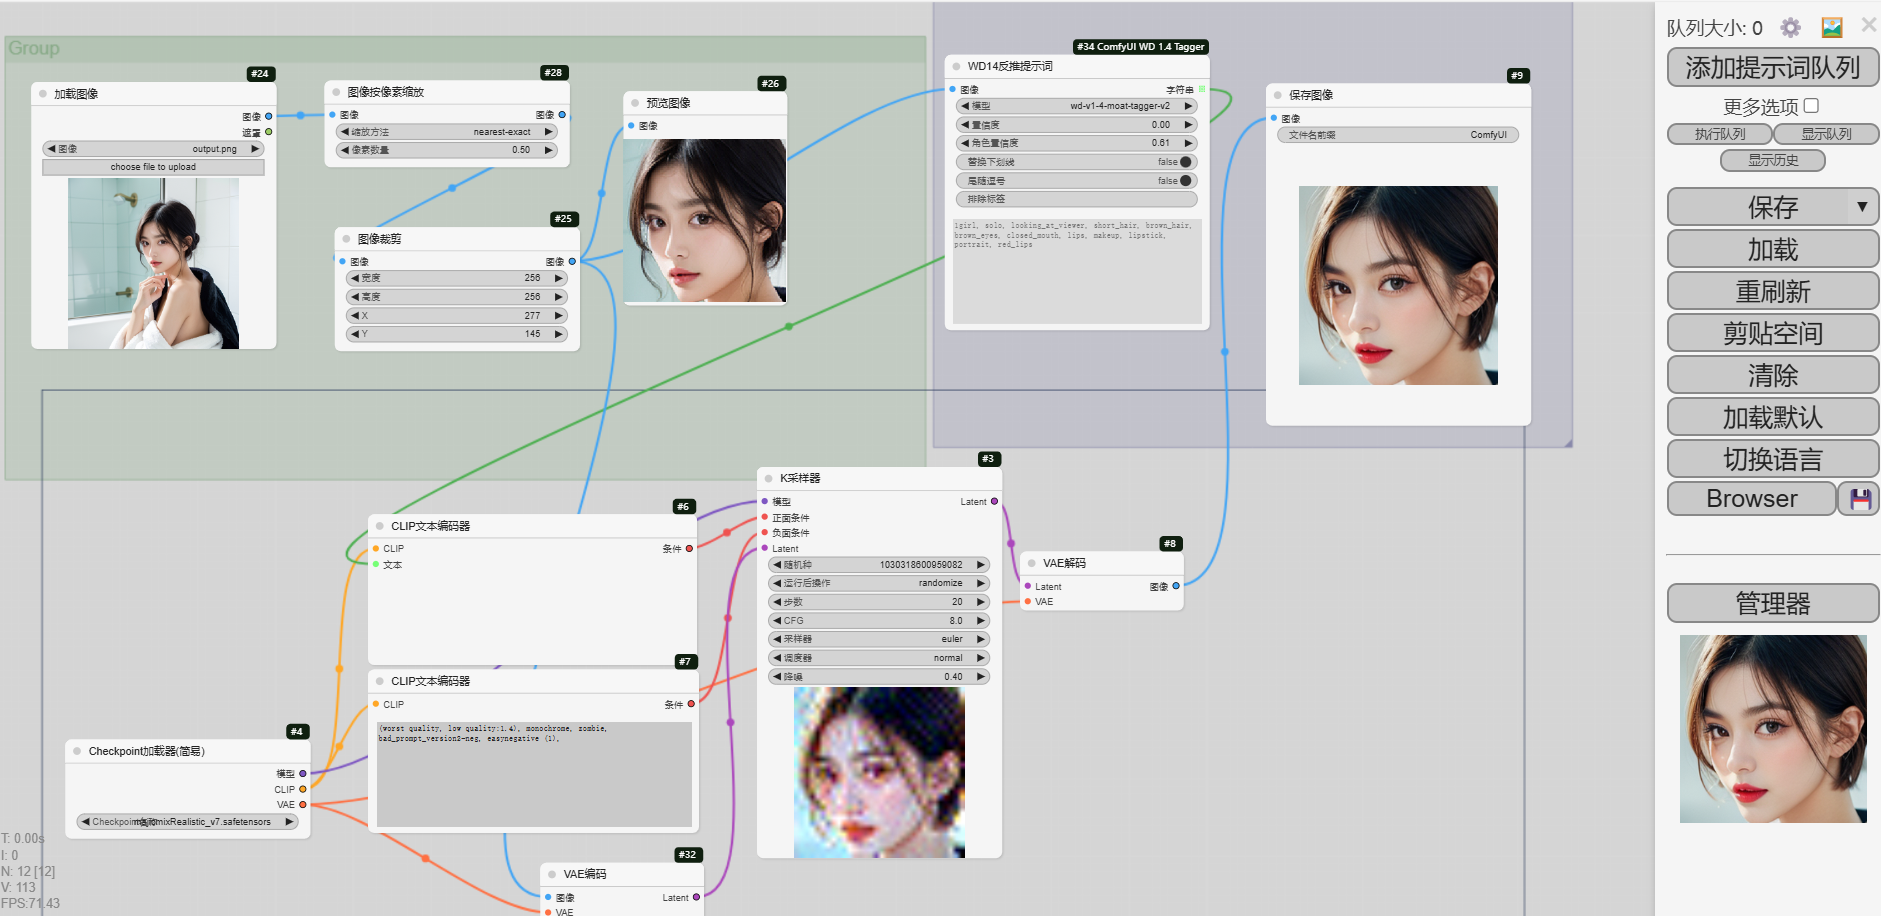 Group
#24
加载图像
图像
遮罩
图像 output.png
choose file to upload
#28
图像按像素缩放
图像 图像
缩放方法 nearest-exact
像素数量 0.50
#26
预览图像
图像
#25
图像裁剪
图像 图像
宽度 256
高度 256
X 277
Y 145
#34 ComfyUI WD 1.4 Tagger
WD14反推提示词
图像 字符串
模型 wd-v1-4-moat-tagger-v2
置信度 0.00
角色置信度 0.61
替换下划线 false
尾随逗号 false
排除标签
1girl, solo, looking_at_viewer, short_hair, brown_hair,
brown_eyes, closed_mouth, lips, makeup, lipstick,
portrait, red_lips
#9
保存图像
图像
文件名前缀 ComfyUI
#6
CLIP文本编码器
CLIP 条件
文本
#7
CLIP文本编码器
CLIP 条件
(worst quality, low quality:1.4), monochrome, zombie,
bad_prompt_version2-neg, easynegative (1),
#3
K采样器
模型 Latent
正面条件
负面条件
Latent
随机种 1030318600959082
运行后操作 randomize
步数 20
CFG 8.0
采样器 euler
调度器 normal
降噪 0.40
#8
VAE解码
Latent 图像
VAE
#4
Checkpoint加载器(简易)
模型
CLIP
VAE
mixRealistic_v7.safetensors
#32
VAE编码
图像 Latent
VAE
T: 0.00s
I: 0
N: 12 [12]
V: 113
FPS:71.43
队列大小: 0
添加提示词队列
更多选项
执行队列 显示队列
显示历史
保存
加载
重刷新
剪贴空间
清除
加载默认
切换语言
Browser
管理器